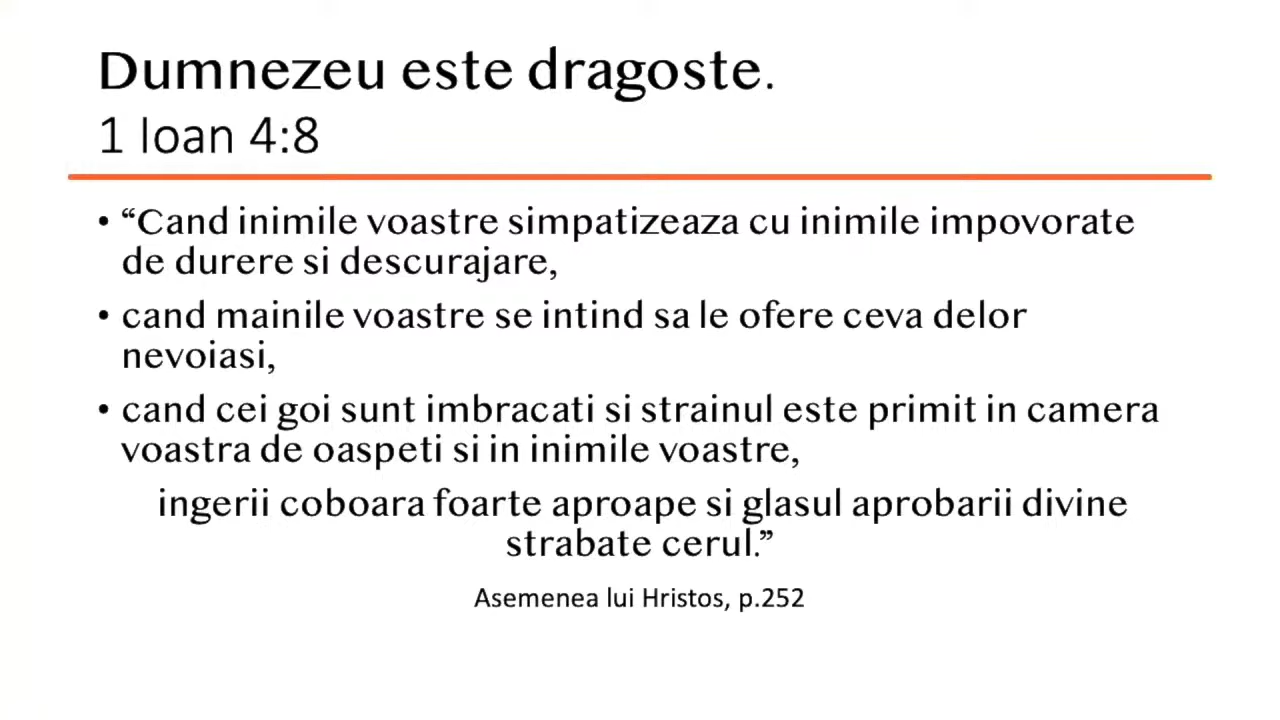 Dumnezeu este dragoste.
1 Ioan 4:8
• “Cand inimile voastre simpatizeaza cu inimile impovorate
de durere si descurajare,
• cand mainile voastre se intind sa le ofere ceva delor
nevoiasi,
• cand cei goi sunt imbracati si strainul este primit in camera
voastra de oaspeti si in inimile voastre,
ingerii coboara foarte aproape si glasul aprobarii divine
strabate cerul.”
Asemenea lui Hristos, p.252